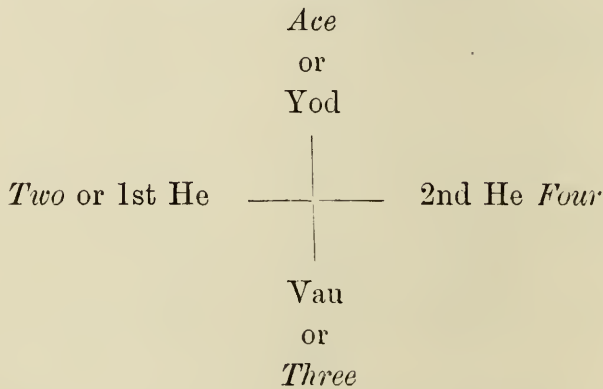 Ace
or
Yod
Two or 1st He 2nd He Four
Vau
or
Three